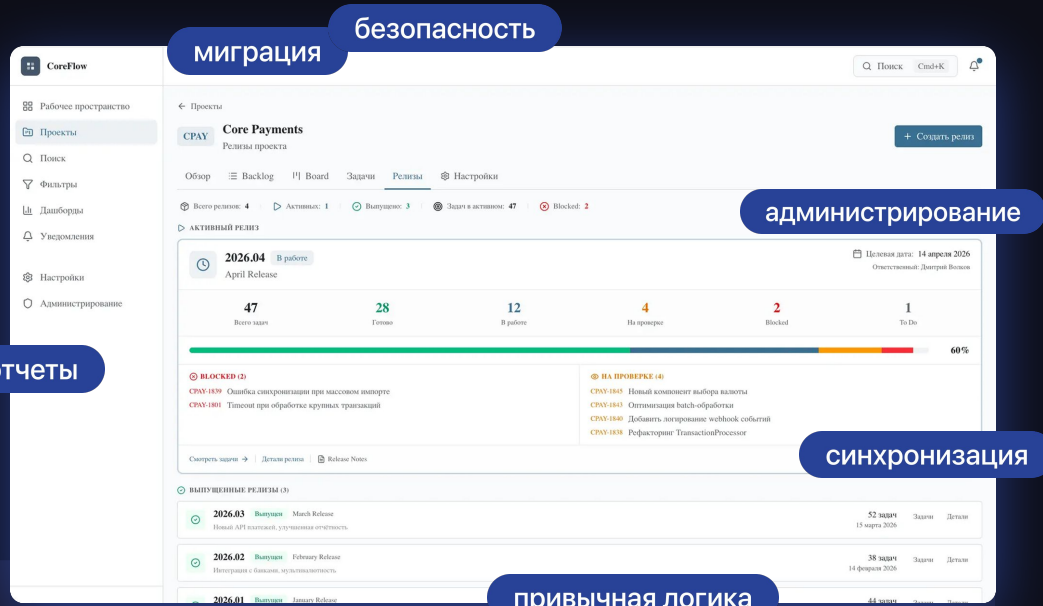 безопасность
миграция
CoreFlow
Поиск Cmd+K
Рабочее пространство
Проекты
Поиск
Фильтры
Дашборды
Уведомления
Настройки
Администрирование
← Проекты
CPAY Core Payments
Релизы проекта
+ Создать релиз
Обзор Backlog Board Задачи Релизы Настройки
Всего релизов: 4 Активных: 1 Выпущено: 3 Задач в активном: 47 Blocked: 2
администрирование
АКТИВНЫЙ РЕЛИЗ
2026.04 В работе
April Release
Целевая дата: 14 апреля 2026
Ответственный: Дмитрий Волков
47 28 12 4 2 1
Всего задач Готово В работе На проверке Blocked To Do
60%
отчеты
BLOCKED (2)
CPAY-1839 Ошибка синхронизации при массовом импорте
CPAY-1801 Timeout при обработке крупных транзакций
НА ПРОВЕРКЕ (4)
CPAY-1845 Новый компонент выбора валюты
CPAY-1843 Оптимизация batch-обработки
CPAY-1840 Добавить логирование webhook событий
CPAY-1838 Рефакторинг TransactionProcessor
синхронизация
Смотреть задачи → Детали релиза Release Notes
ВЫПУЩЕННЫЕ РЕЛИЗЫ (3)
2026.03 Выпущен March Release
Новый API платежей, улучшенная отчётность
52 задач Задачи Детали
15 марта 2026
2026.02 Выпущен February Release
Интеграция с банками, мультивалютность
38 задач Задачи Детали
14 февраля 2026
2026.01 Выпущен January Release
44 задач Задачи Детали
привычная логика